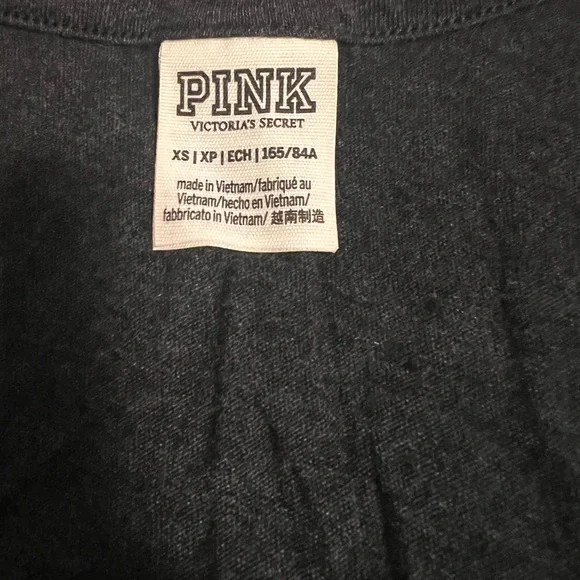 PINK
VICTORIA'S SECRET
XS | XP | ECH | 165/84A
made in Vietnam/fabriqué au
Vietnam/hecho en Vietnam/
fabbricato in Vietnam/ 越南制造